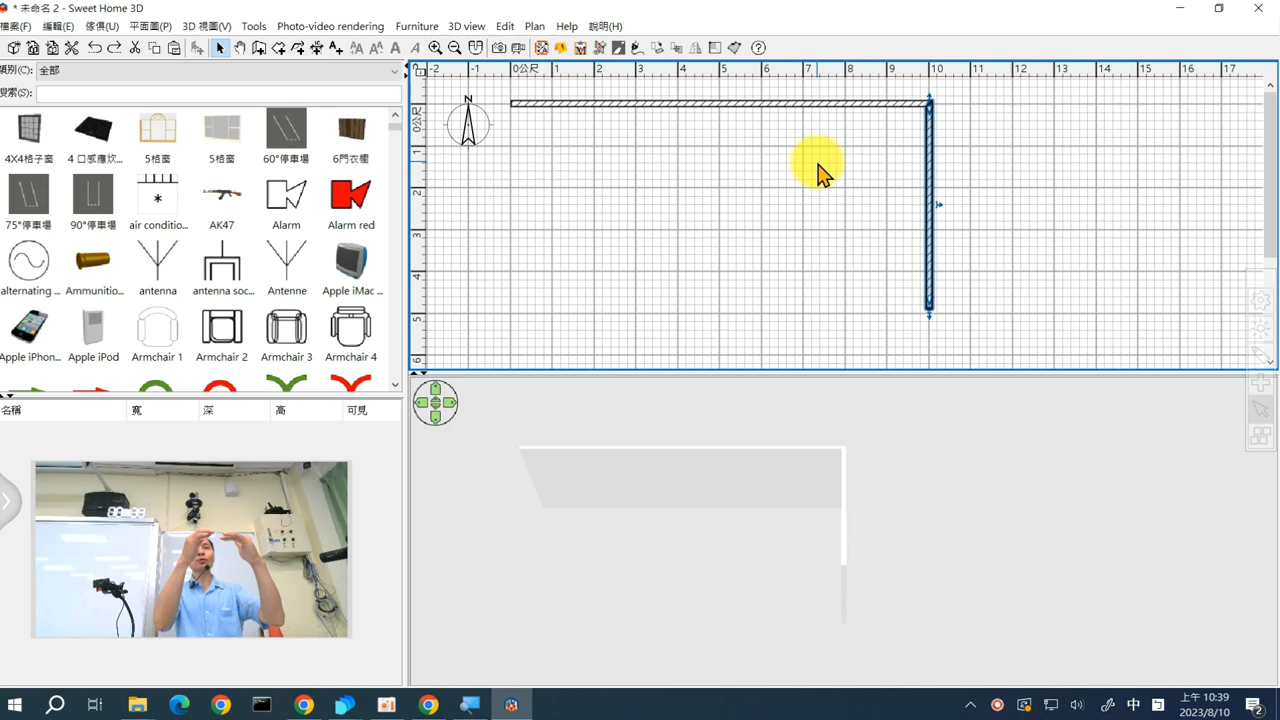 * 未命名 2 - Sweet Home 3D
檔案(F) 編輯(E) 傢俱(U) 平面圖(P) 3D 視圖(V) Tools Photo-video rendering Furniture 3D view Edit Plan Help 說明(H)
類別(C): 全部
搜索(S):
4X4格子窗 4 口感應炊... 5格窗 5格窗 60°停車場 6門衣櫃
75°停車場 90°停車場 air conditio... AK47 Alarm Alarm red
alternating ... Ammunitio... antenna antenna soc... Antenne Apple iMac ...
Apple iPhon... Apple iPod Armchair 1 Armchair 2 Armchair 3 Armchair 4
名稱 寬 深 高 可見
-2 -1 0公尺 1 2 3 4 5 6 7 8 9 10 11 12 13 14 15 16 17
0公尺
1
2
3
4
5
6
N
中
上午 10:39
2023/8/10
2